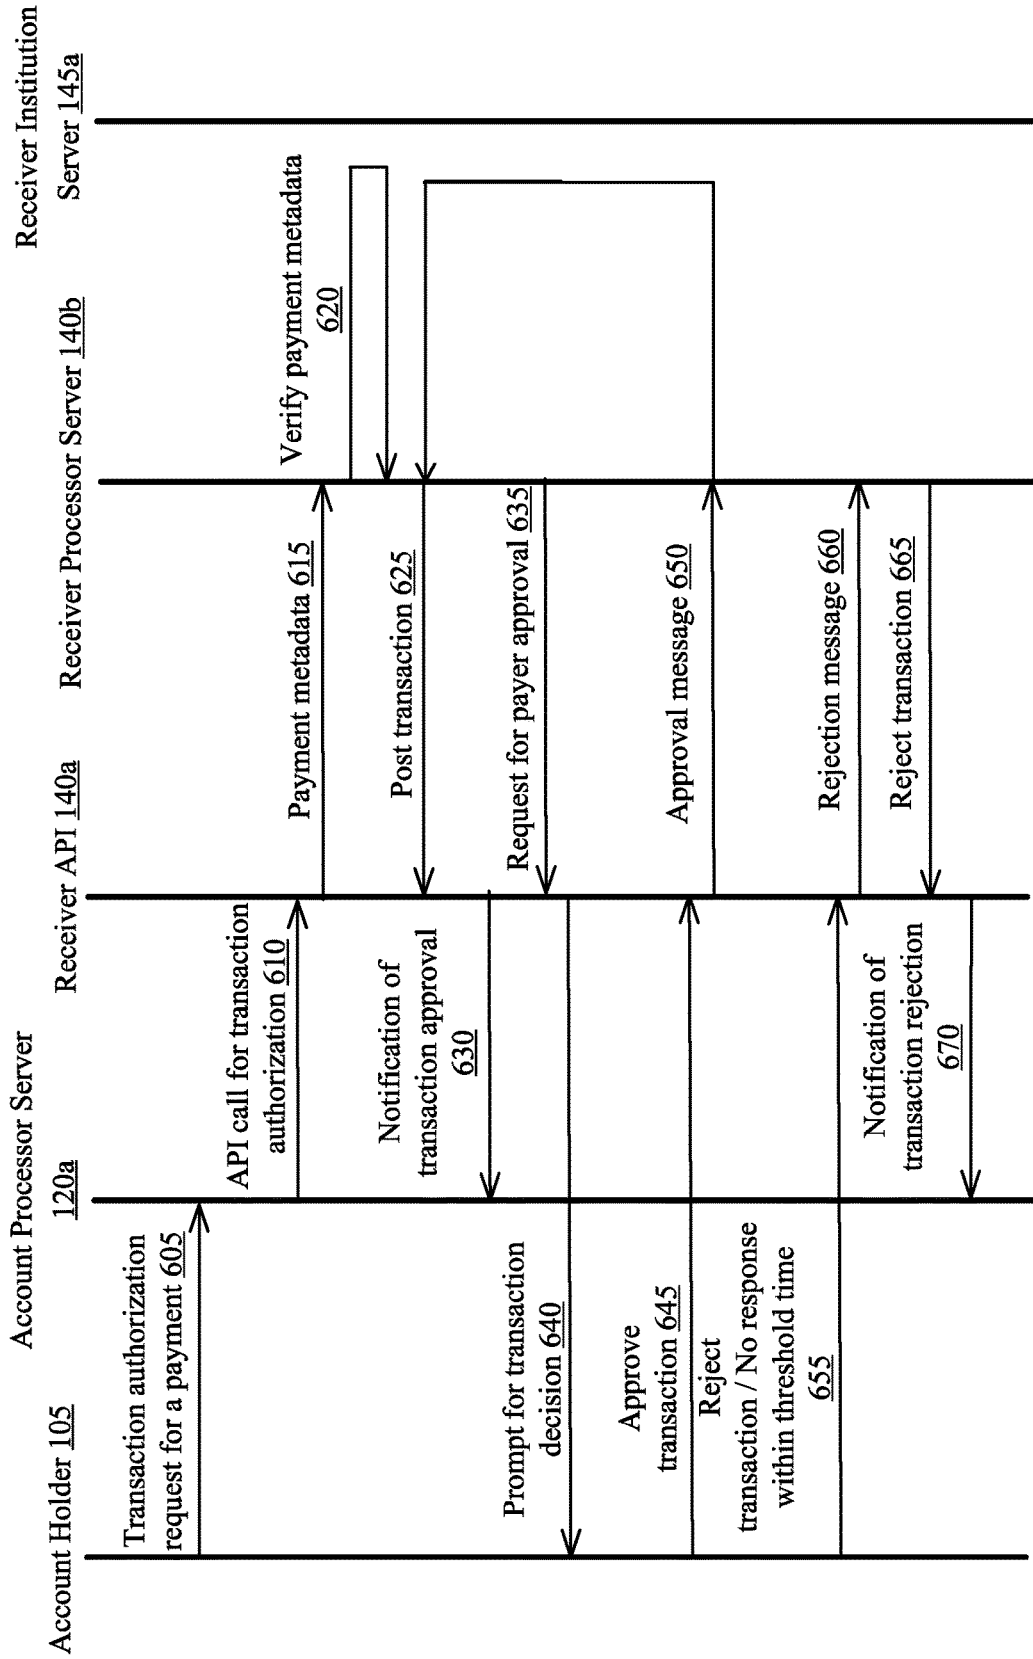 Account Holder 105
Account Processor Server
120a
Receiver API 140a
Receiver Processor Server 140b
Receiver Institution
Server 145a
Transaction authorization
request for a payment 605
API call for transaction
authorization 610
Payment metadata 615
Verify payment metadata
620
Post transaction 625
Notification of
transaction approval
630
Request for payer approval 635
Prompt for transaction
decision 640
Approve
transaction 645
Approval message 650
Reject
transaction / No response
within threshold time
655
Rejection message 660
Reject transaction 665
Notification of
transaction rejection
670